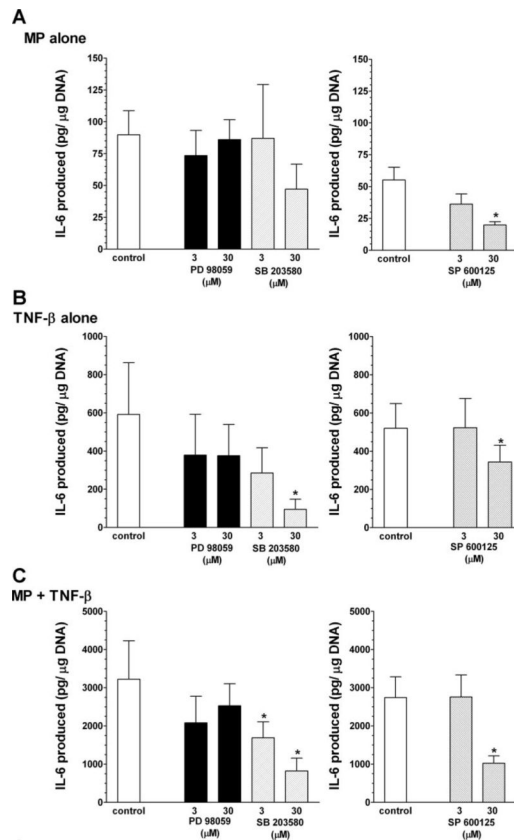 A
MP alone
IL-6 produced (pg/ μg DNA)
150
125
100
75
50
25
0
control
3
30
3
30
PD 98059
SB 203580
(μM)
(μM)
IL-6 produced (pg/ μg DNA)
150
125
100
75
50
25
0
*
control
3
30
SP 600125
(μM)
B
TNF-β alone
IL-6 produced (pg/ μg DNA)
1000
800
600
400
200
0
*
control
3
30
3
30
PD 98059
SB 203580
(μM)
(μM)
IL-6 produced (pg/ μg DNA)
1000
800
600
400
200
0
*
control
3
30
SP 600125
(μM)
C
MP + TNF-β
IL-6 produced (pg/ μg DNA)
5000
4000
3000
2000
1000
0
*
*
control
3
30
3
30
PD 98059
SB 203580
(μM)
(μM)
IL-6 produced (pg/ μg DNA)
5000
4000
3000
2000
1000
0
*
control
3
30
SP 600125
(μM)